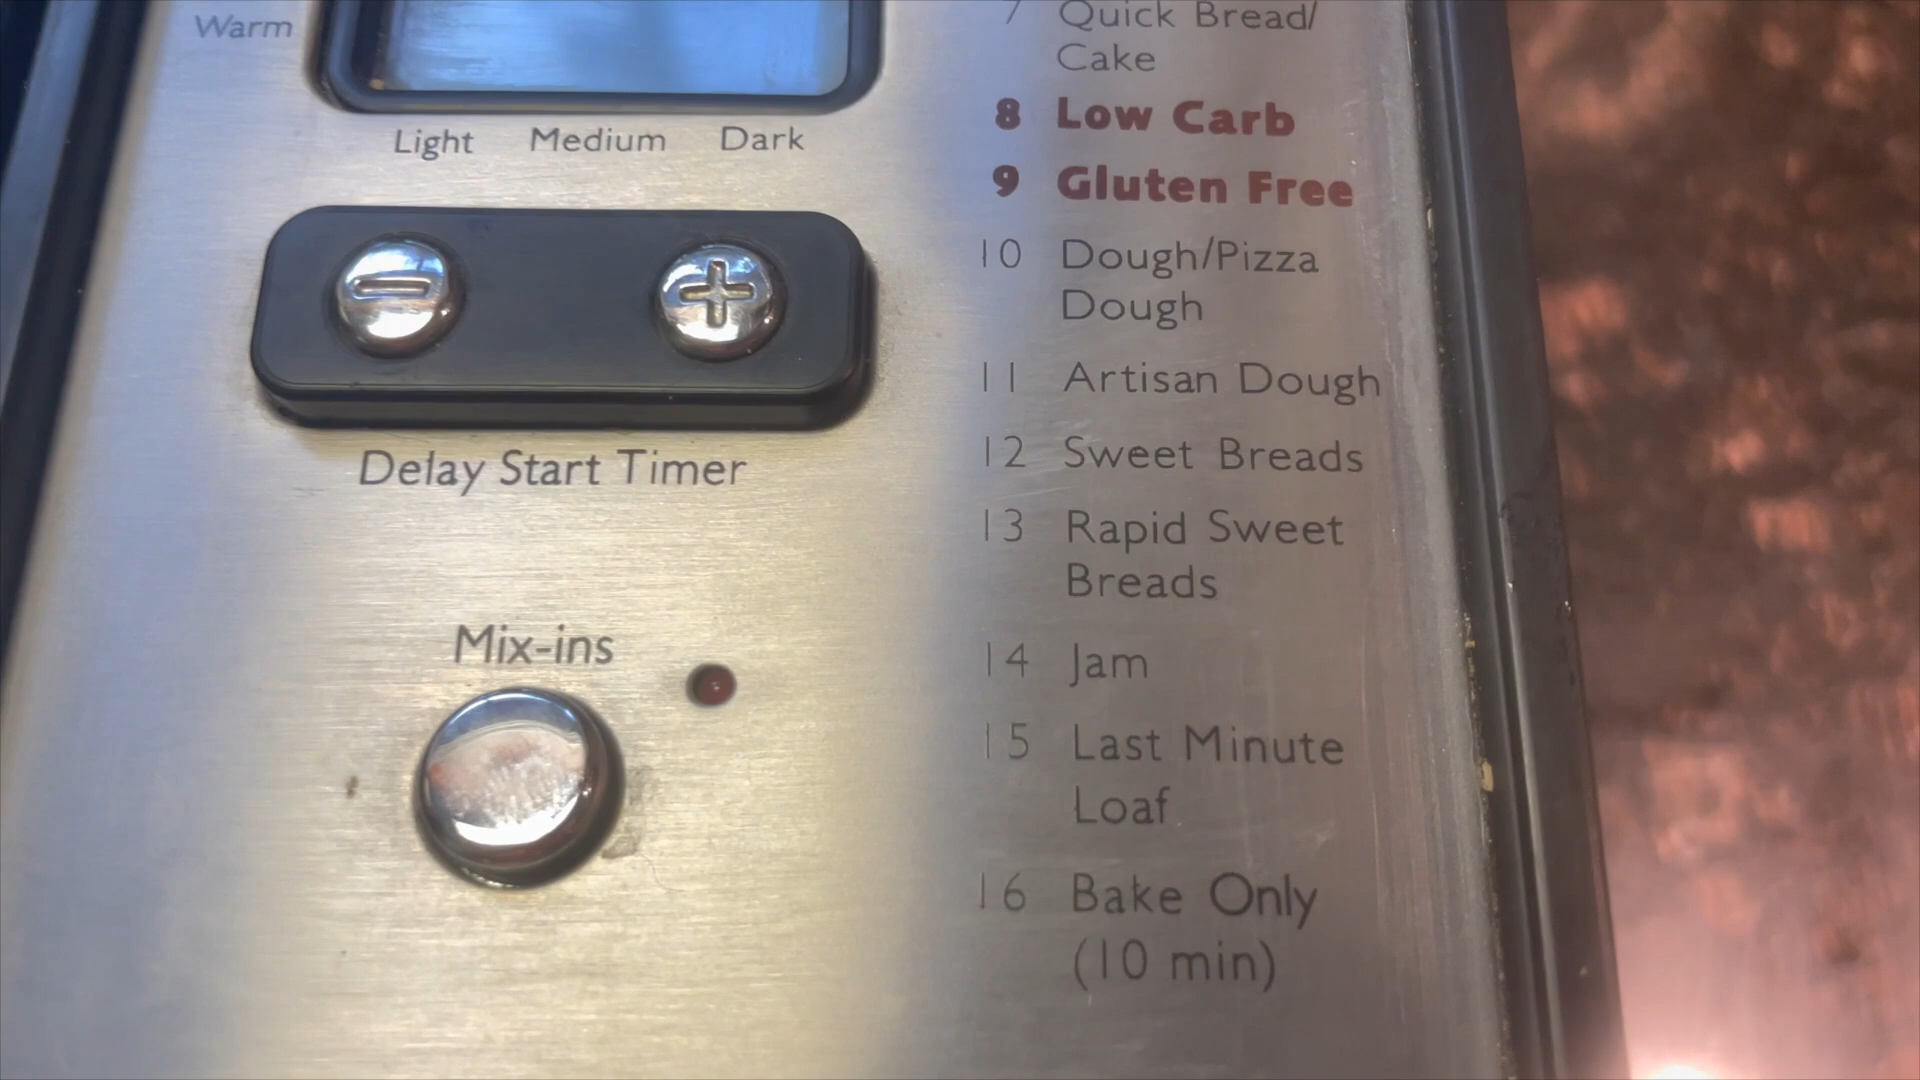 Warm
Light Medium Dark
Delay Start Timer
Mix-ins
7 Quick Bread/
Cake
8 Low Carb
9 Gluten Free
10 Dough/Pizza
Dough
11 Artisan Dough
12 Sweet Breads
13 Rapid Sweet
Breads
14 Jam
15 Last Minute
Loaf
16 Bake Only
(10 min)